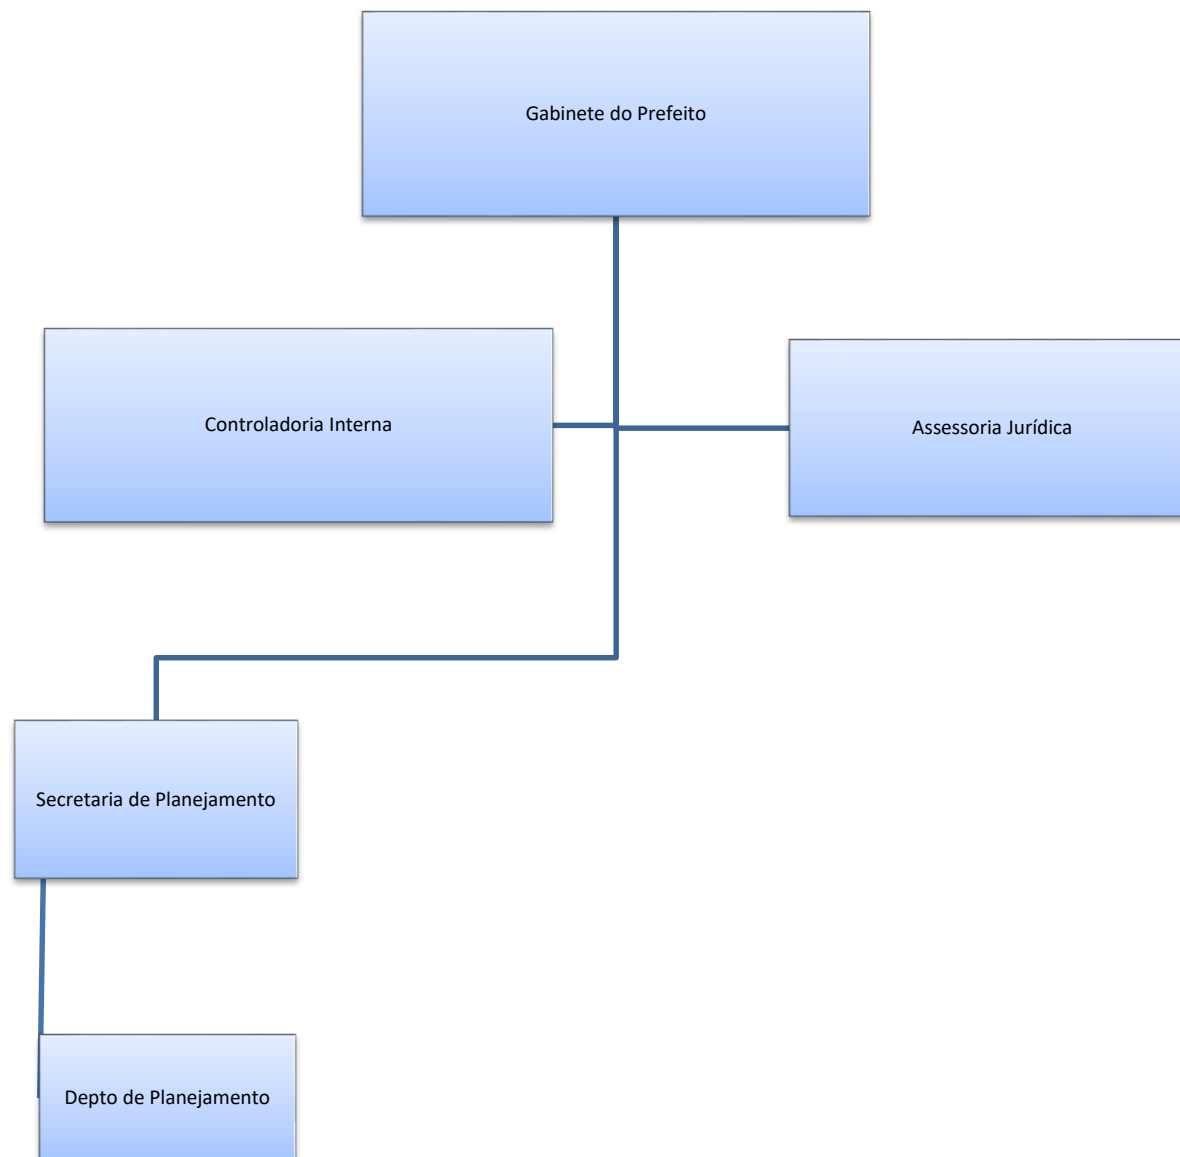 Gabinete do Prefeito
Controladoria Interna
Assessoria Jurídica
Secretaria de Planejamento
Depto de Planejamento